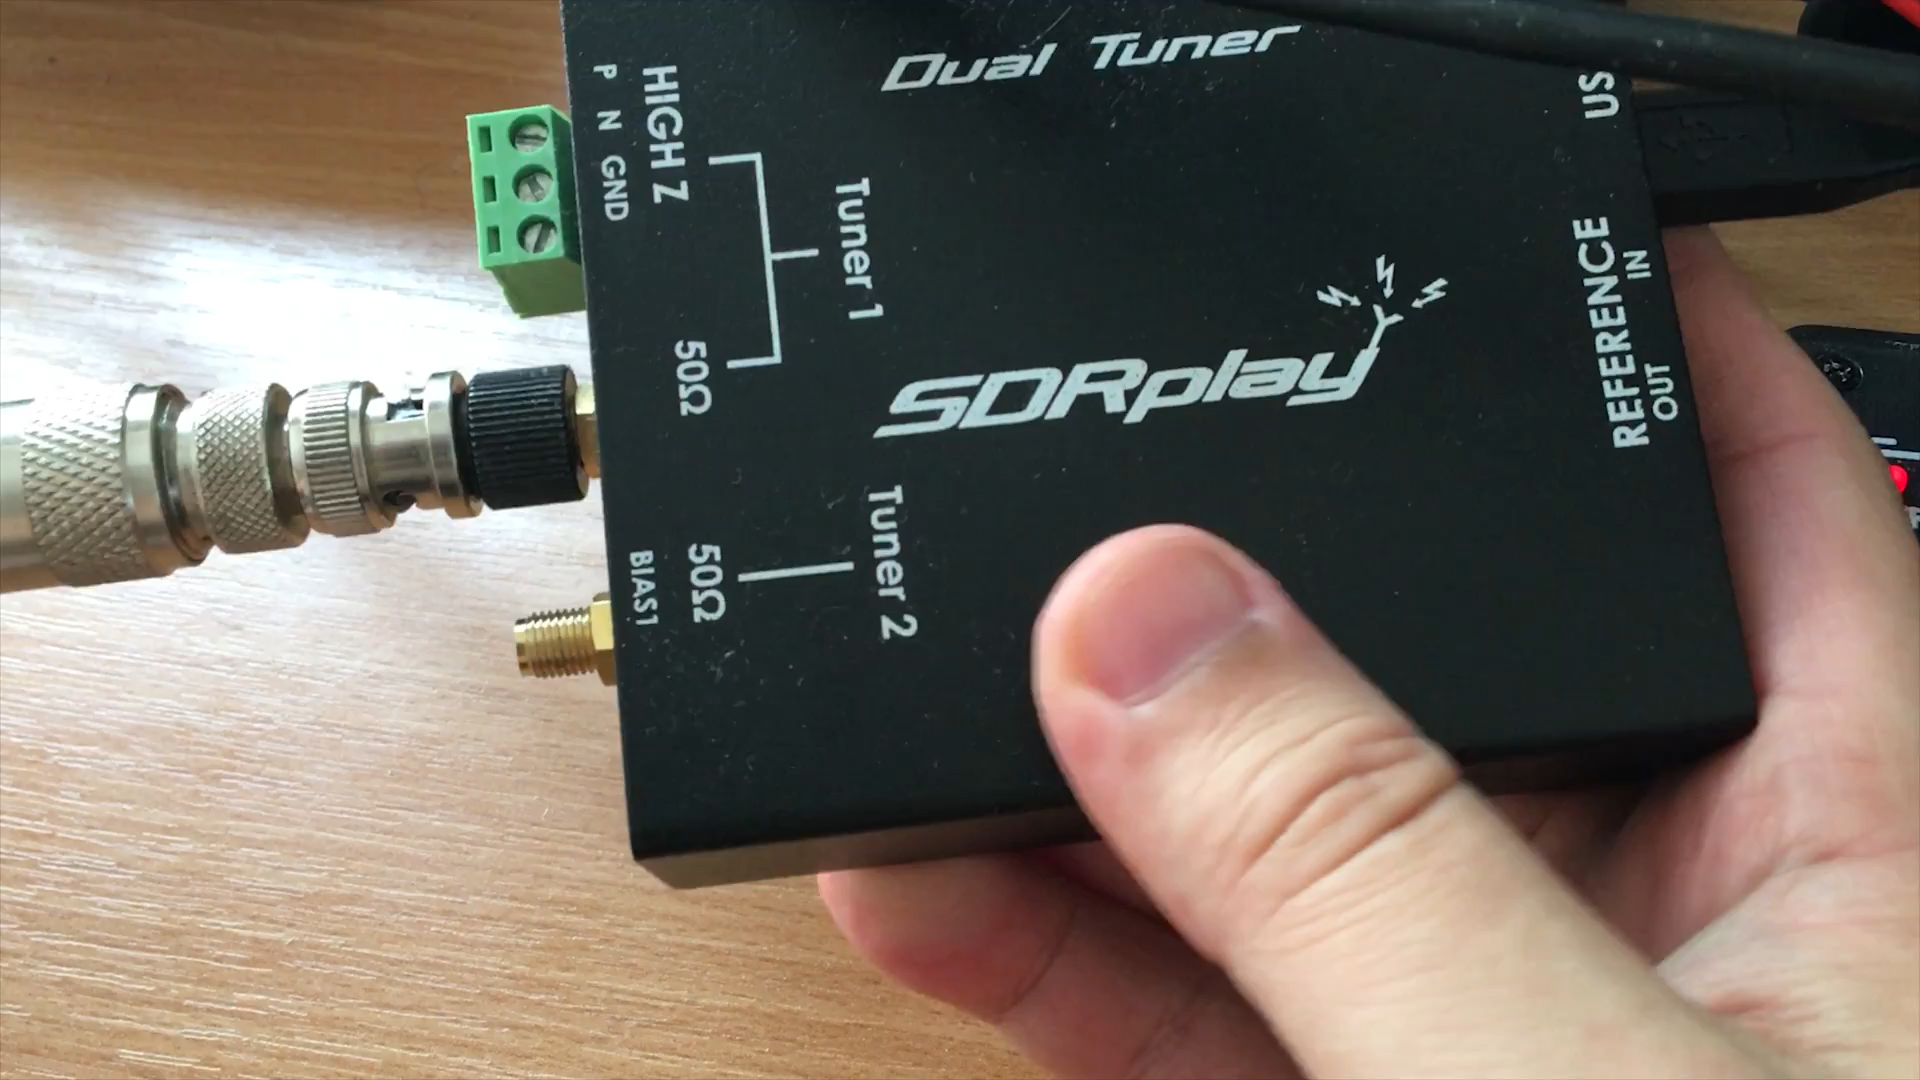 Dual Tuner
HIGH Z
P N GND
Tuner 1
50Ω
SDRplay
Tuner 2
50Ω
BIAS1
US
REFERENCE
IN
OUT